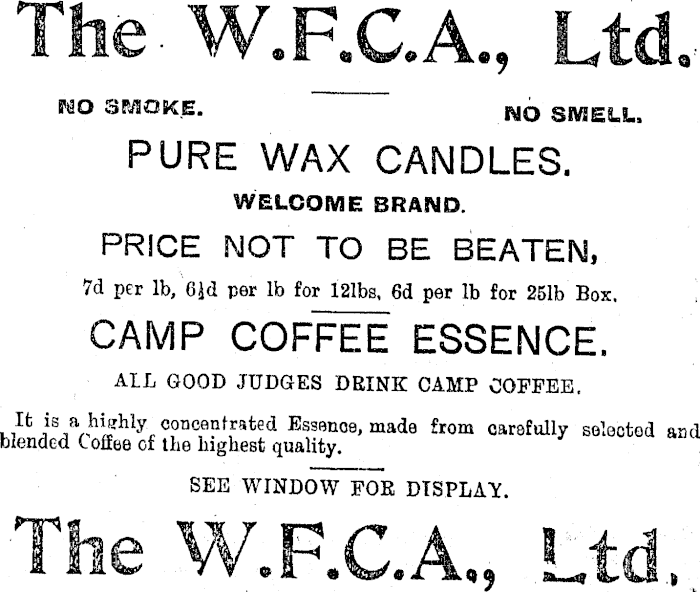 The W.F.C.A., Ltd.
NO SMOKE. NO SMELL.
PURE WAX CANDLES.
WELCOME BRAND.
PRICE NOT TO BE BEATEN,
7d per lb, 6½d per lb for 12lbs, 6d per lb for 25lb Box.
CAMP COFFEE ESSENCE.
ALL GOOD JUDGES DRINK CAMP COFFEE.
It is a highly concentrated Essence, made from carefully selected and
blended Coffee of the highest quality.
SEE WINDOW FOR DISPLAY.
The W.F.C.A., Ltd.